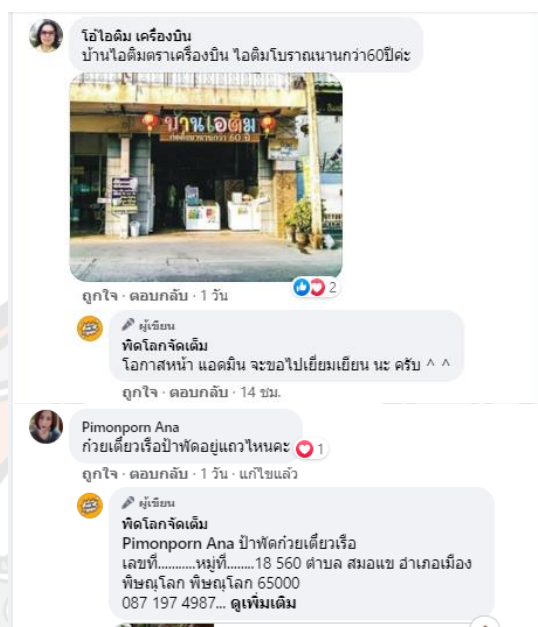 โอ๋ไอติม เครื่องบิน
บ้านไอติมตราเครื่องบิน ไอติมโบราณนานกว่า60ปีค่ะ
บ้านไอติม
ถูกใจ · ตอบกลับ · 1 วัน
2
ผู้เขียน
พิดโลกจัดเต็ม
โอกาสหน้า แอดมิน จะขอไปเยี่ยมเยียน นะ ครับ ^ ^
ถูกใจ · ตอบกลับ · 14 ชม.
Pimonporn Ana
ก๋วยเตี๋ยวเรือป้าพัดอยู่แถวไหนคะ
1
ถูกใจ · ตอบกลับ · 1 วัน · แก้ไขแล้ว
ผู้เขียน
พิดโลกจัดเต็ม
Pimonporn Ana ป้าพัดก๋วยเตี๋ยวเรือ
เลขที่...........หมู่ที่........18 560 ตำบล สมอแข อำเภอเมือง
พิษณุโลก พิษณุโลก 65000
087 197 4987... ดูเพิ่มเติม